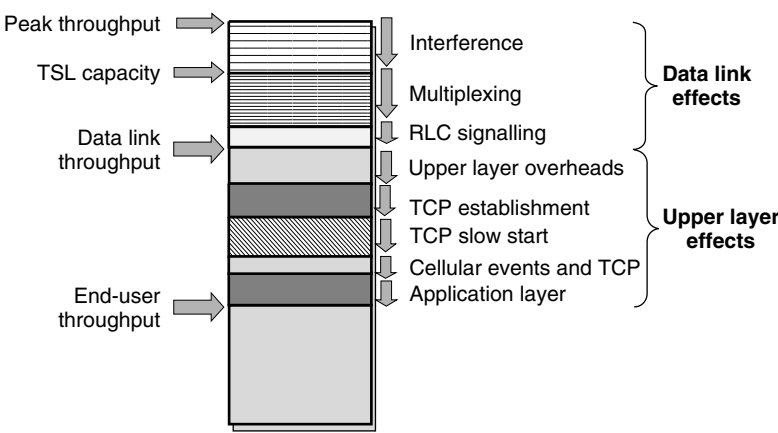 Peak throughput
TSL capacity
Data link
throughput
End-user
throughput
Interference
Multiplexing
RLC signalling
Upper layer overheads
TCP establishment
TCP slow start
Cellular events and TCP
Application layer
Data link
effects
Upper layer
effects